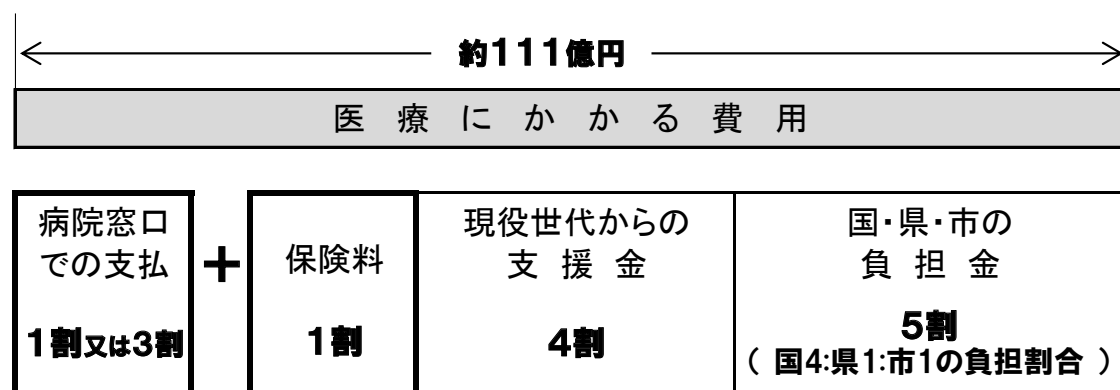 約111億円
医療にかかる費用
病院窓口
での支払
1割又は3割
+
保険料
1割
現役世代からの
支援金
4割
国・県・市の
負担金
5割
( 国4:県1:市1の負担割合 )